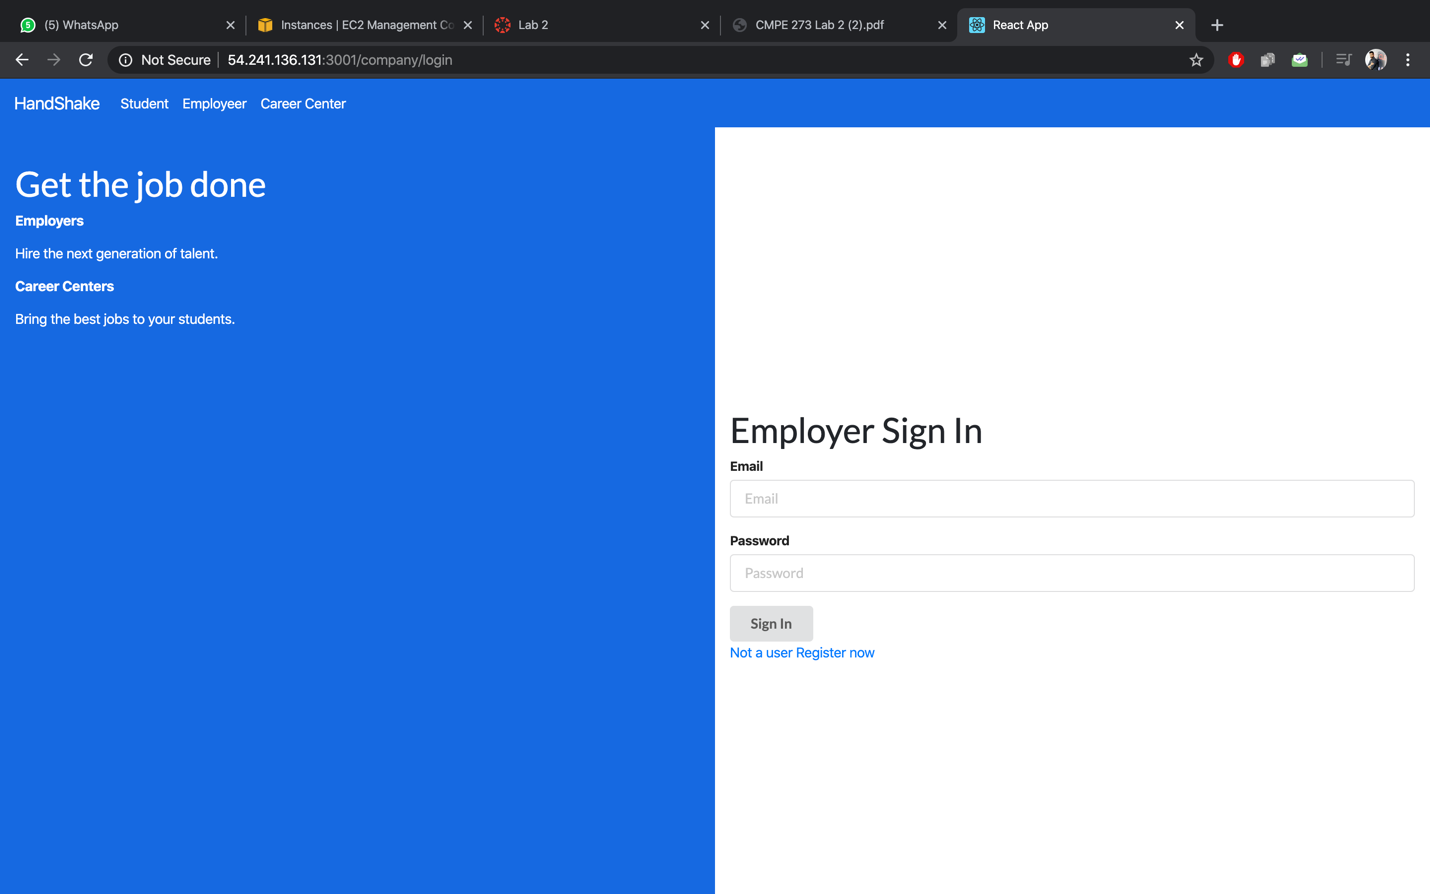 5 (5) WhatsApp
Instances | EC2 Management Co
Lab 2
CMPE 273 Lab 2 (2).pdf
React App
Not Secure 54.241.136.131:3001/company/login
HandShake Student Employeer Career Center
Get the job done
Employers
Hire the next generation of talent.
Career Centers
Bring the best jobs to your students.
Employer Sign In
Email
Email
Password
Password
Sign In
Not a user Register now